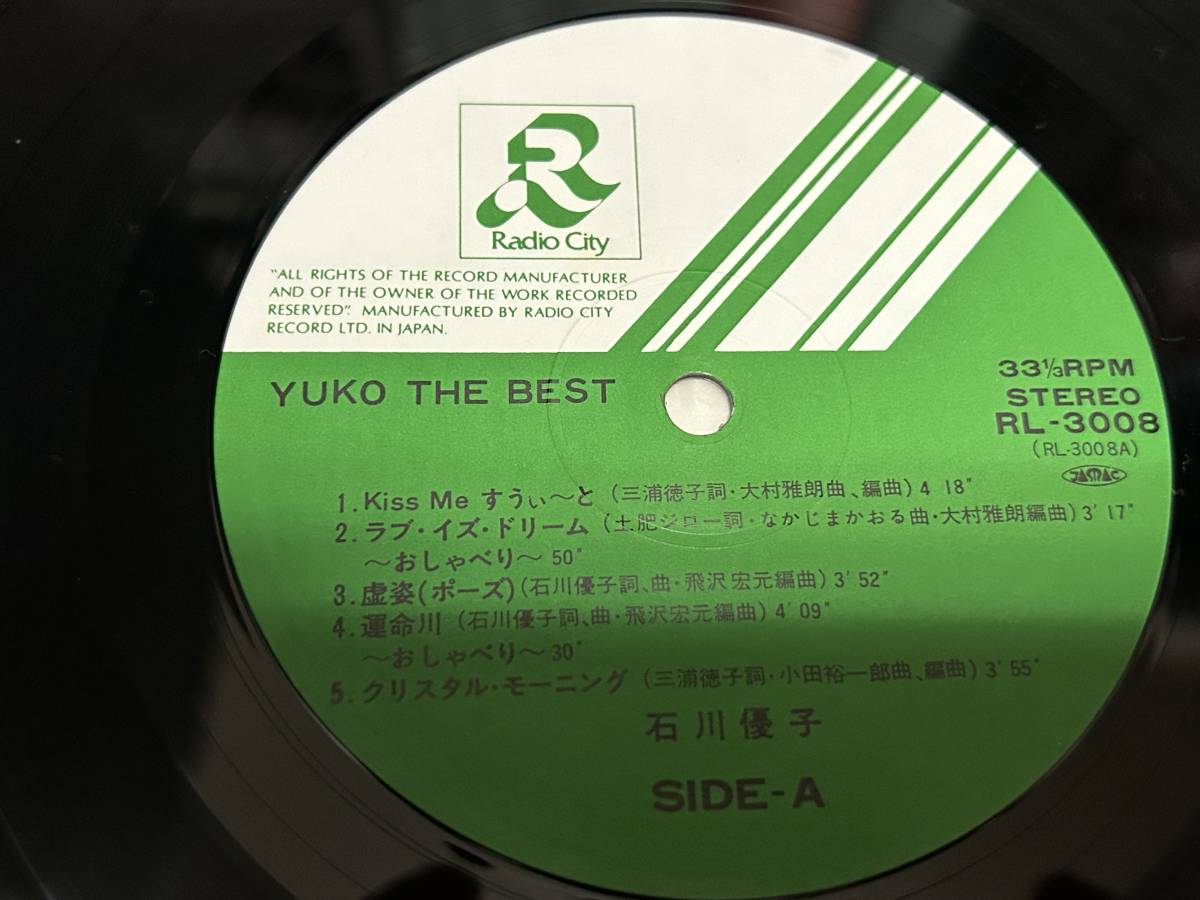 R
Radio City
"ALL RIGHTS OF THE RECORD MANUFACTURER
AND OF THE OWNER OF THE WORK RECORDED
RESERVED". MANUFACTURED BY RADIO CITY
RECORD LTD. IN JAPAN.
YUKO THE BEST
33⅓RPM
STEREO
RL-3008
(RL-3008A)
JASRAC
1. Kiss Me すうぃ〜と (三浦徳子詞・大村雅朗曲、編曲) 4 18"
2. ラブ・イズ・ドリーム (土肥ジロー詞・なかじまかおる曲・大村雅朗編曲) 3' 17"
〜おしゃべり〜 50"
3. 虚姿(ポーズ) (石川優子詞、曲・飛沢宏元編曲) 3' 52"
4. 運命川 (石川優子詞、曲・飛沢宏元編曲) 4' 09"
〜おしゃべり〜 30"
5. クリスタル・モーニング (三浦徳子詞・小田裕一郎曲、編曲) 3' 55"
石川優子
SIDE-A